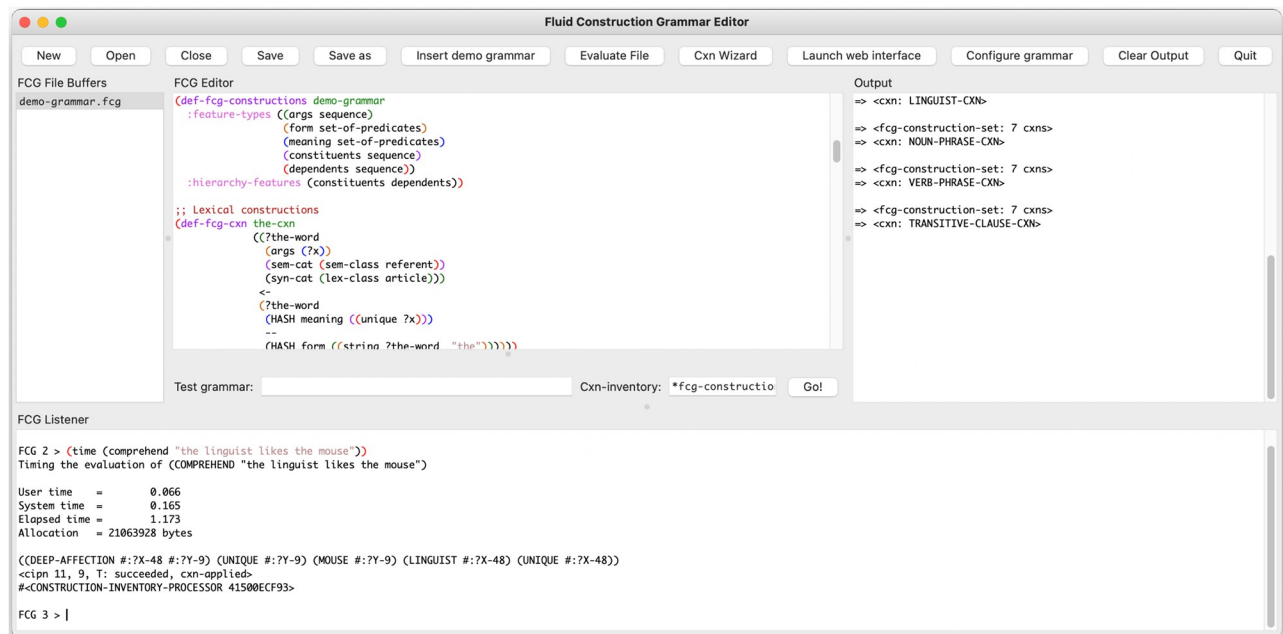 Fluid Construction Grammar Editor
New Open Close Save Save as Insert demo grammar Evaluate File Cxn Wizard Launch web interface Configure grammar Clear Output Quit
FCG File Buffers
demo-grammar.fcg
FCG Editor
(def-fcg-constructions demo-grammar
:feature-types ((args sequence)
(form set-of-predicates)
(meaning set-of-predicates)
(constituents sequence)
(dependents sequence))
:hierarchy-features (constituents dependents))
;; Lexical constructions
(def-fcg-cxn the-cxn
((?the-word
(args (?x))
(sem-cat (sem-class referent))
(syn-cat (lex-class article)))
<-
(?the-word
(HASH meaning ((unique ?x)))
--
(HASH form ((string ?the-word "the"))))))
Test grammar:
Cxn-inventory: *fcg-constructio Go!
Output
=> <cxn: LINGUIST-CXN>
=> <fcg-construction-set: 7 cxns>
=> <cxn: NOUN-PHRASE-CXN>
=> <fcg-construction-set: 7 cxns>
=> <cxn: VERB-PHRASE-CXN>
=> <fcg-construction-set: 7 cxns>
=> <cxn: TRANSITIVE-CLAUSE-CXN>
FCG Listener
FCG 2 > (time (comprehend "the linguist likes the mouse"))
Timing the evaluation of (COMPREHEND "the linguist likes the mouse")
User time = 0.066
System time = 0.165
Elapsed time = 1.173
Allocation = 21063928 bytes
((DEEP-AFFECTION #:?X-48 #:?Y-9) (UNIQUE #:?Y-9) (MOUSE #:?Y-9) (LINGUIST #:?X-48) (UNIQUE #:?X-48))
<cipn 11, 9, T: succeeded, cxn-applied>
#<CONSTRUCTION-INVENTORY-PROCESSOR 41500ECF93>
FCG 3 >